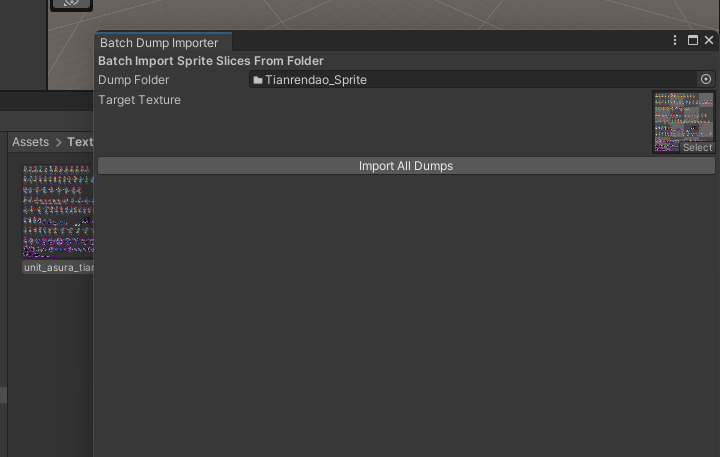 Batch Dump Importer
Batch Import Sprite Slices From Folder
Dump Folder
Tianrendao_Sprite
Target Texture
Select
Assets > Text
Import All Dumps
unit_asura_tian